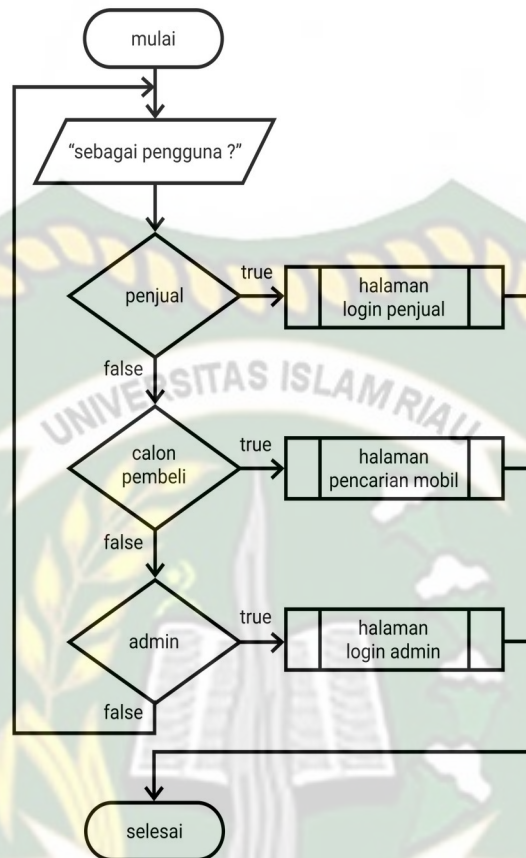 mulai
“sebagai pengguna ?”
penjual
true
halaman
login penjual
false
UNIVERSITAS ISLAM RIAU
calon
pembeli
true
halaman
pencarian mobil
false
admin
true
halaman
login admin
false
selesai